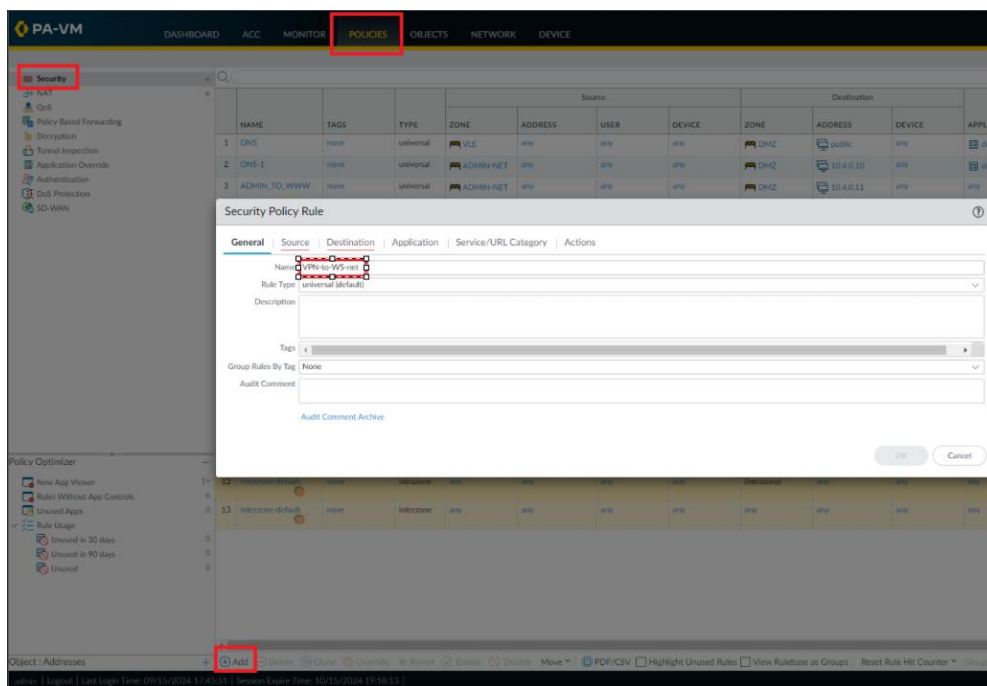 PA-VM DASHBOARD ACC MONITOR POLICIES OBJECTS NETWORK DEVICE
Security
NAT
QoS
Policy Based Forwarding
Decryption
Tunnel Inspection
Application Override
Authentication
DoS Protection
SD-WAN
Source Destination
NAME TAGS TYPE ZONE ADDRESS USER DEVICE ZONE ADDRESS DEVICE APPL
1 DNS none universal VLE any any any DMZ public any
2 DNS-1 none universal ADMIN-NET any any any DMZ 10.4.0.10 any
3 ADMIN_TO_WWW none universal ADMIN-NET any any any DMZ 10.4.0.11 any any
Security Policy Rule
General Source Destination Application Service/URL Category Actions
Name VPN-to-WS-net
Rule Type universal (default)
Description
Tags
Group Rules By Tag None
Audit Comment
Audit Comment Archive
OK Cancel
Policy Optimizer
New App Viewer 1+
Rules Without App Controls 8
Unused Apps 0
Rule Usage
Unused in 30 days 0
Unused in 90 days 0
Unused 0
12 intrazone-default none intrazone any any any any (intrazone) any any any
13 interzone-default none interzone any any any any any any any any
Object : Addresses +
Add Delete Clone Override Revert Enable Disable Move PDF/CSV Highlight Unused Rules View Rulebase as Groups Reset Rule Hit Counter Group
admin | Logout | Last Login Time: 09/15/2024 17:45:51 | Session Expire Time: 10/15/2024 19:18:13 |